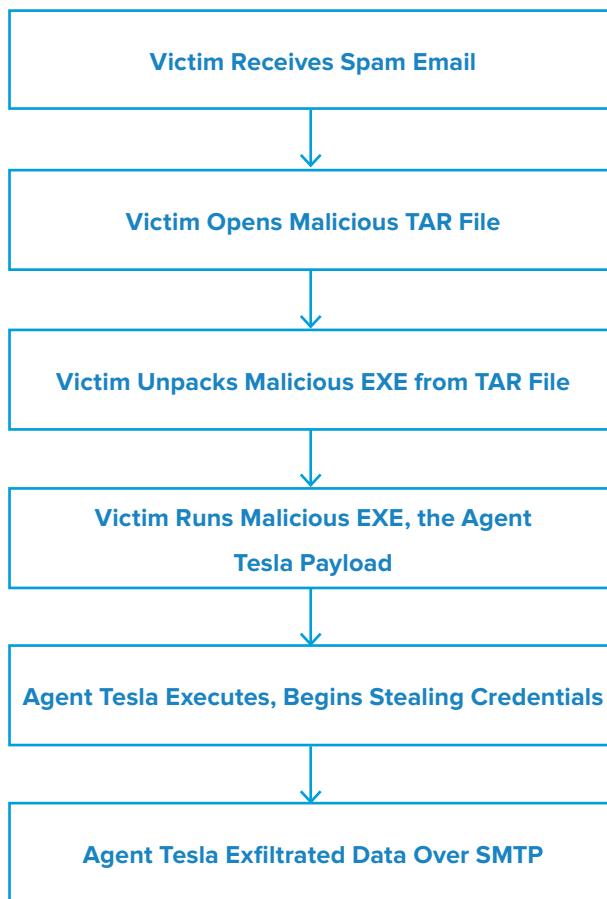 Victim Receives Spam Email
Victim Opens Malicious TAR File
Victim Unpacks Malicious EXE from TAR File
Victim Runs Malicious EXE, the Agent
Tesla Payload
Agent Tesla Executes, Begins Stealing Credentials
Agent Tesla Exfiltrated Data Over SMTP